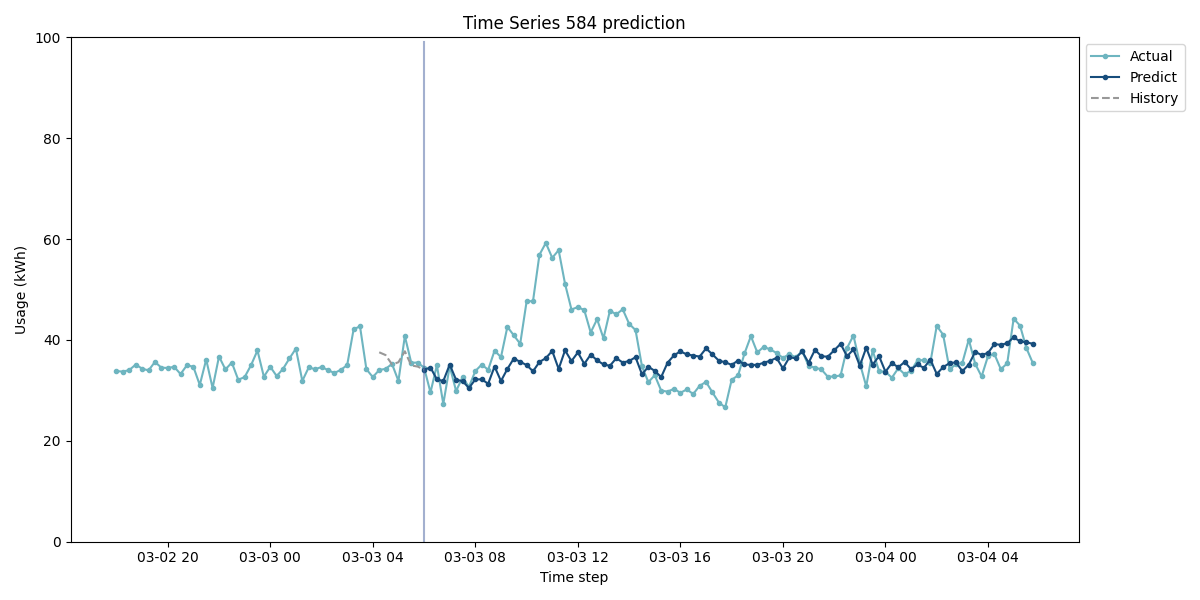 Time Series 584 prediction
100
80
60
40
20
0
Usage (kWh)
03-02 20
03-03 00
03-03 04
03-03 08
03-03 12
03-03 16
03-03 20
03-04 00
03-04 04
Time step
Actual
Predict
History